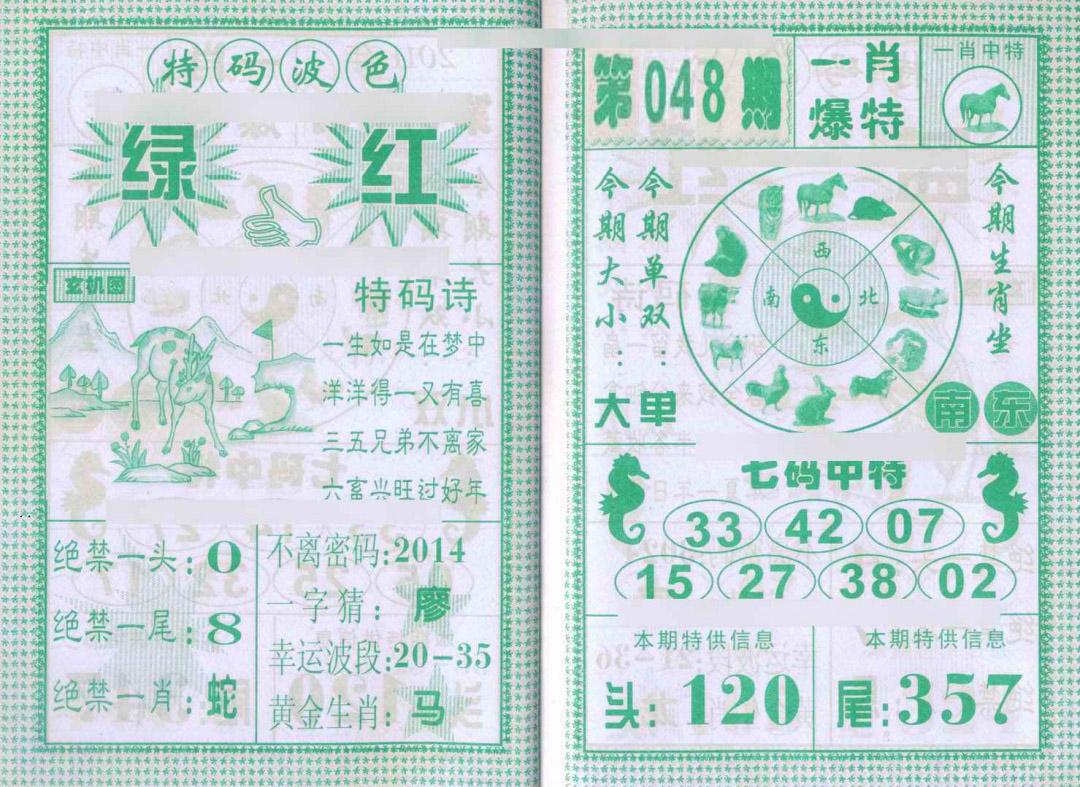 特码波色
绿 红
玄机图
特码诗
一生如是在梦中
洋洋得一又有喜
三五兄弟不离家
六畜兴旺过好年
绝禁一头:0
绝禁一尾:8
绝禁一肖:蛇
不离密码:2014
一字猜:廖
幸运波段:20-35
黄金生肖:马
第048期
一肖
爆特
一肖中特
今期大小:大
今期单双:单
西
南 北
东
今期生肖坐
南东
七码中特
33 42 07
15 27 38 02
本期特供信息
头:120
本期特供信息
尾:357